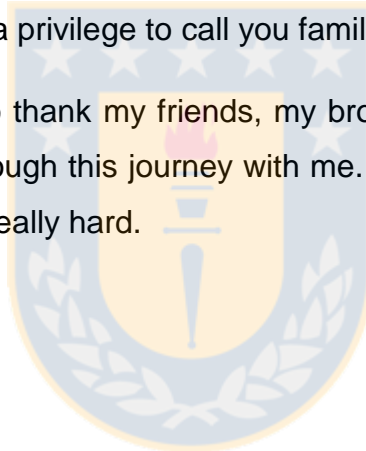 a privilege to call you famil
thank my friends, my bro
ough this journey with me.
eally hard.